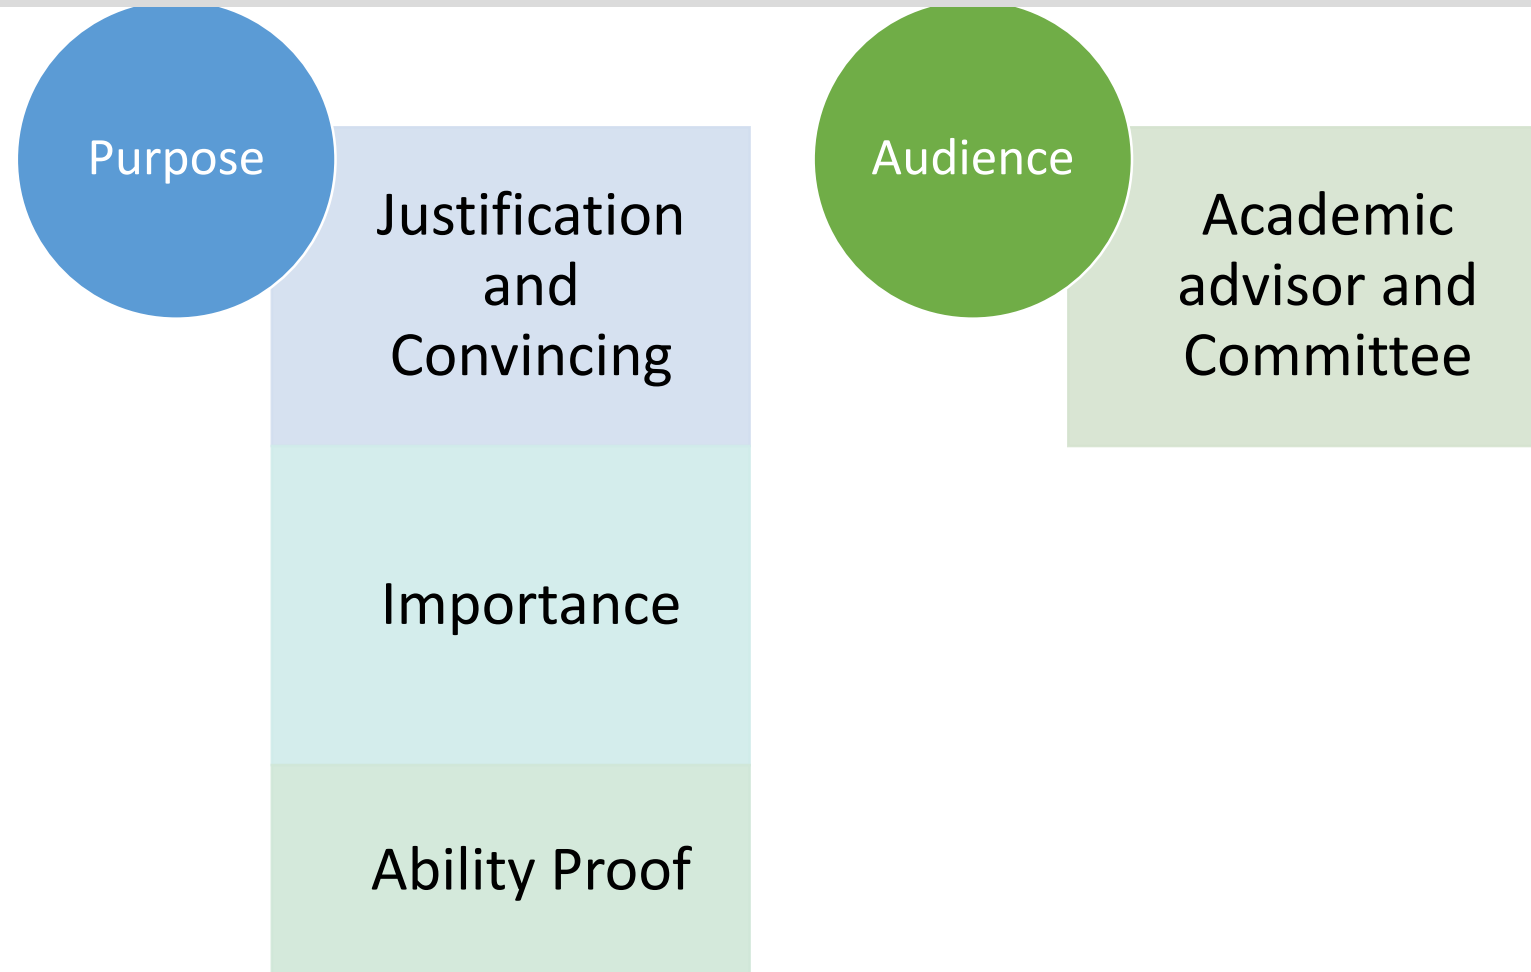 Purpose
Justification
and
Convincing
Importance
Ability Proof
Audience
Academic
advisor and
Committee